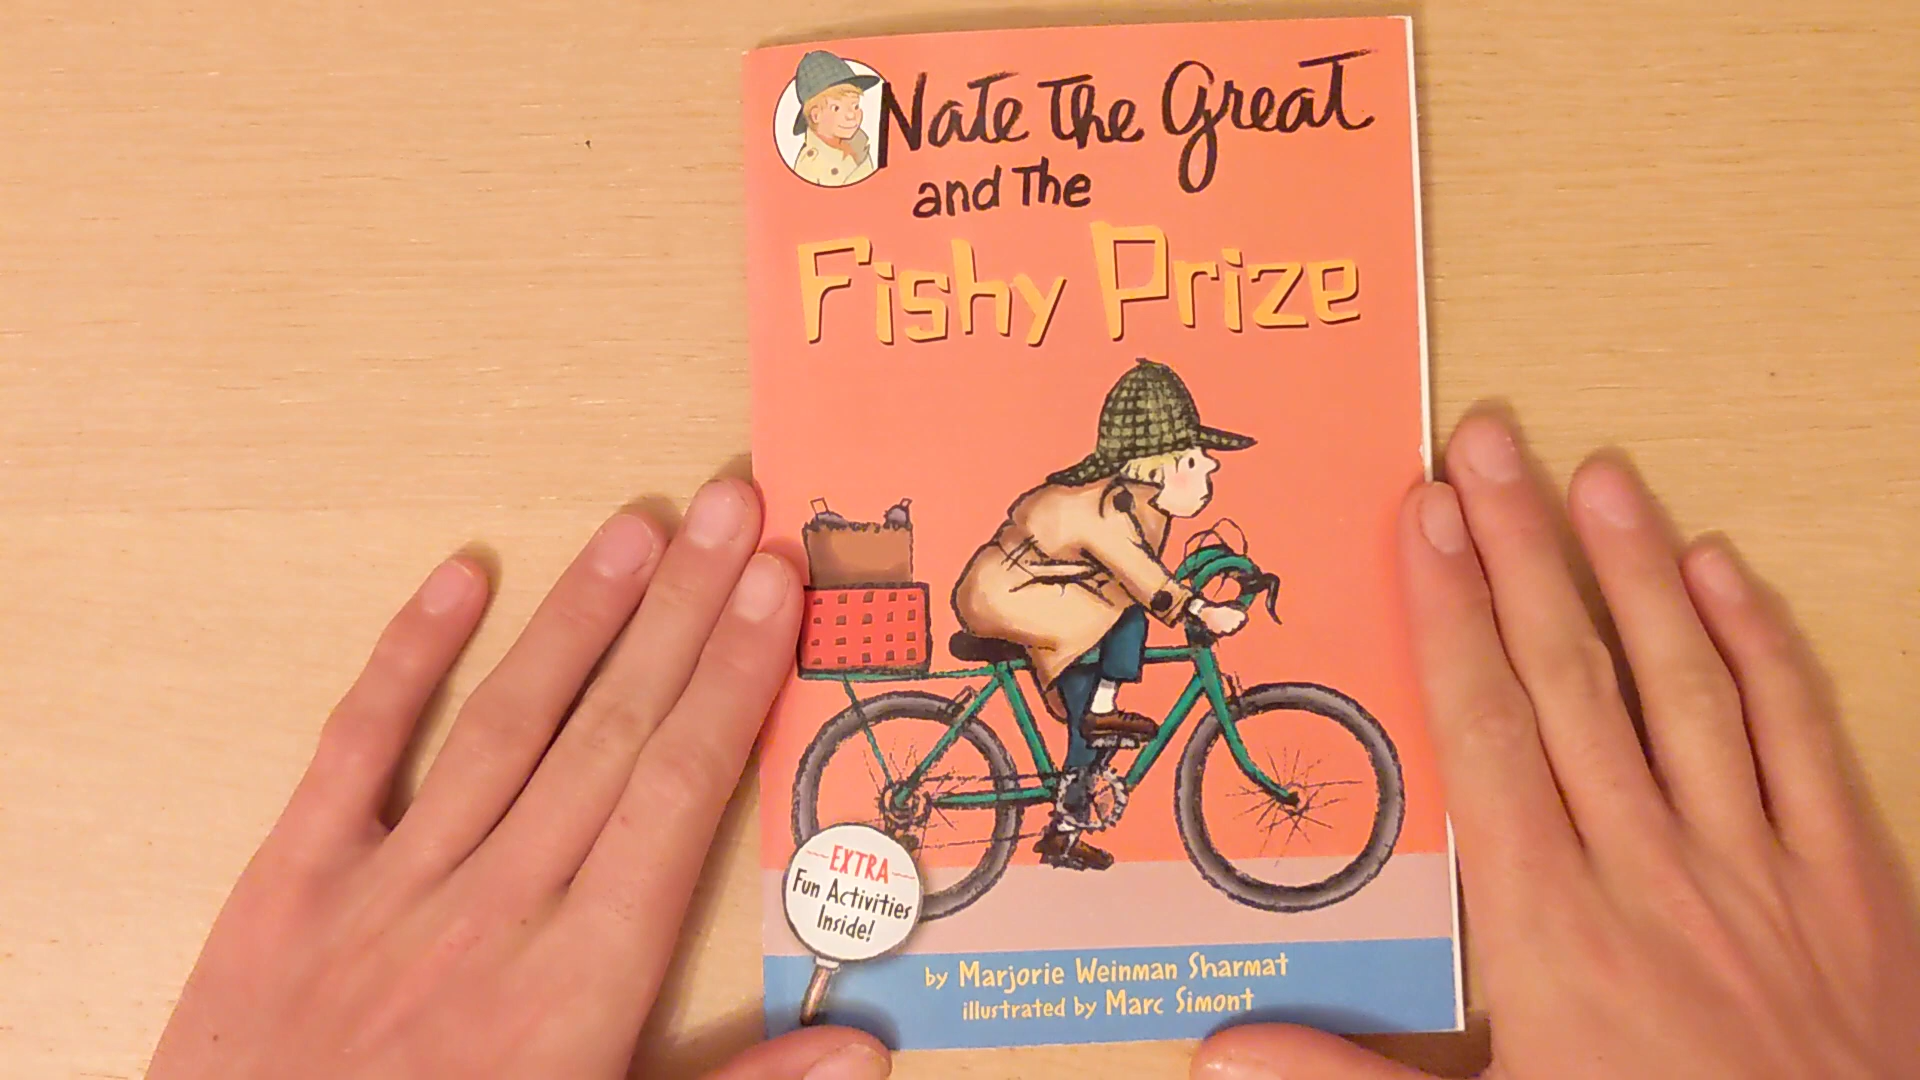 Nate the Great
and The
Fishy Prize
EXTRA
Fun Activities
Inside!
by Marjorie Weinman Sharmat
illustrated by Marc Simont